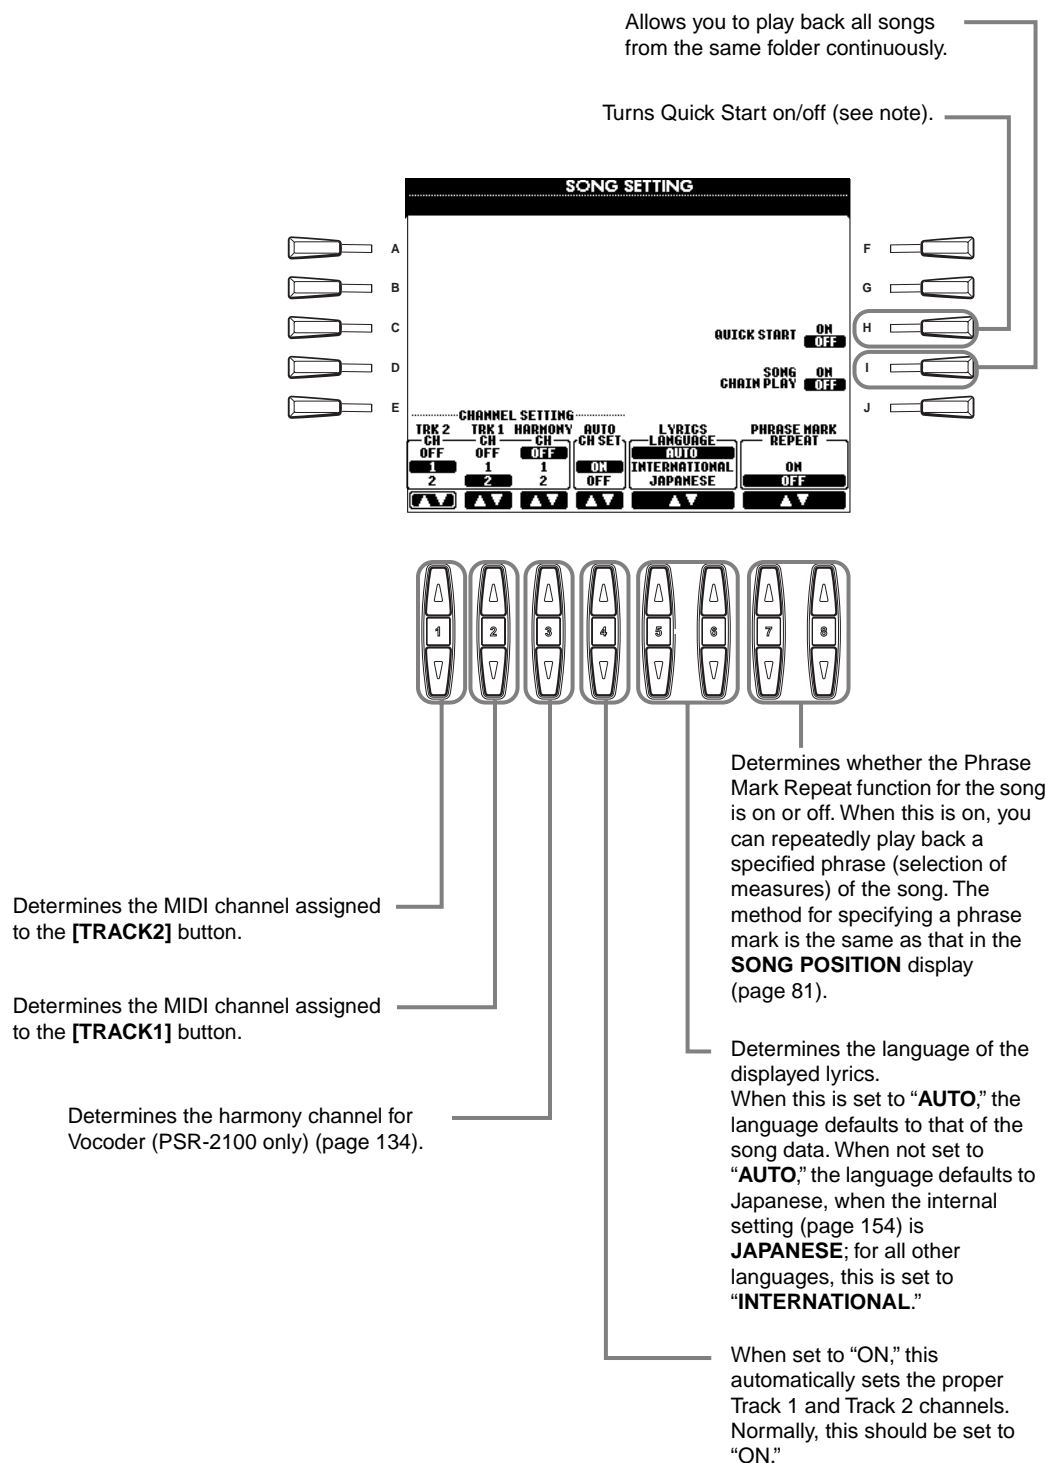 Allows you to play back all songs
from the same folder continuously.
Turns Quick Start on/off (see note).
SONG SETTING
A
B
C
D
E
F
G
H
I
J
QUICK START ON
OFF
SONG ON
CHAIN PLAY OFF
CHANNEL SETTING
TRK 2 TRK 1 HARMONY AUTO LYRICS PHRASE MARK
CH CH CH CH SET LANGUAGE REPEAT
OFF OFF OFF AUTO
1 1 1 ON INTERNATIONAL ON
2 2 2 OFF JAPANESE OFF
1 2 3 4 5 6 7 8
Determines whether the Phrase
Mark Repeat function for the song
is on or off. When this is on, you
can repeatedly play back a
specified phrase (selection of
measures) of the song. The
method for specifying a phrase
mark is the same as that in the
SONG POSITION display
(page 81).
Determines the MIDI channel assigned
to the [TRACK2] button.
Determines the MIDI channel assigned
to the [TRACK1] button.
Determines the harmony channel for
Vocoder (PSR-2100 only) (page 134).
Determines the language of the
displayed lyrics.
When this is set to “AUTO,” the
language defaults to that of the
song data. When not set to
“AUTO,” the language defaults to
Japanese, when the internal
setting (page 154) is
JAPANESE; for all other
languages, this is set to
“INTERNATIONAL.”
When set to “ON,” this
automatically sets the proper
Track 1 and Track 2 channels.
Normally, this should be set to
“ON.”